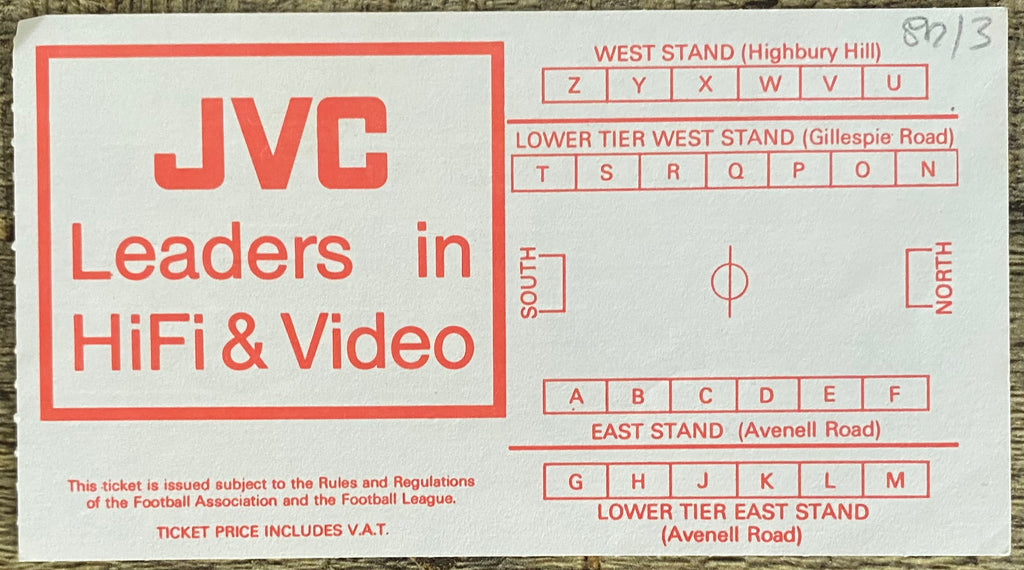 JVC
Leaders in
HiFi & Video
This ticket is issued subject to the Rules and Regulations
of the Football Association and the Football League.
TICKET PRICE INCLUDES V.A.T.
WEST STAND (Highbury Hill)
Z Y X W V U
LOWER TIER WEST STAND (Gillespie Road)
T S R Q P O N
SOUTH
NORTH
A B C D E F
EAST STAND (Avenell Road)
G H J K L M
LOWER TIER EAST STAND
(Avenell Road)